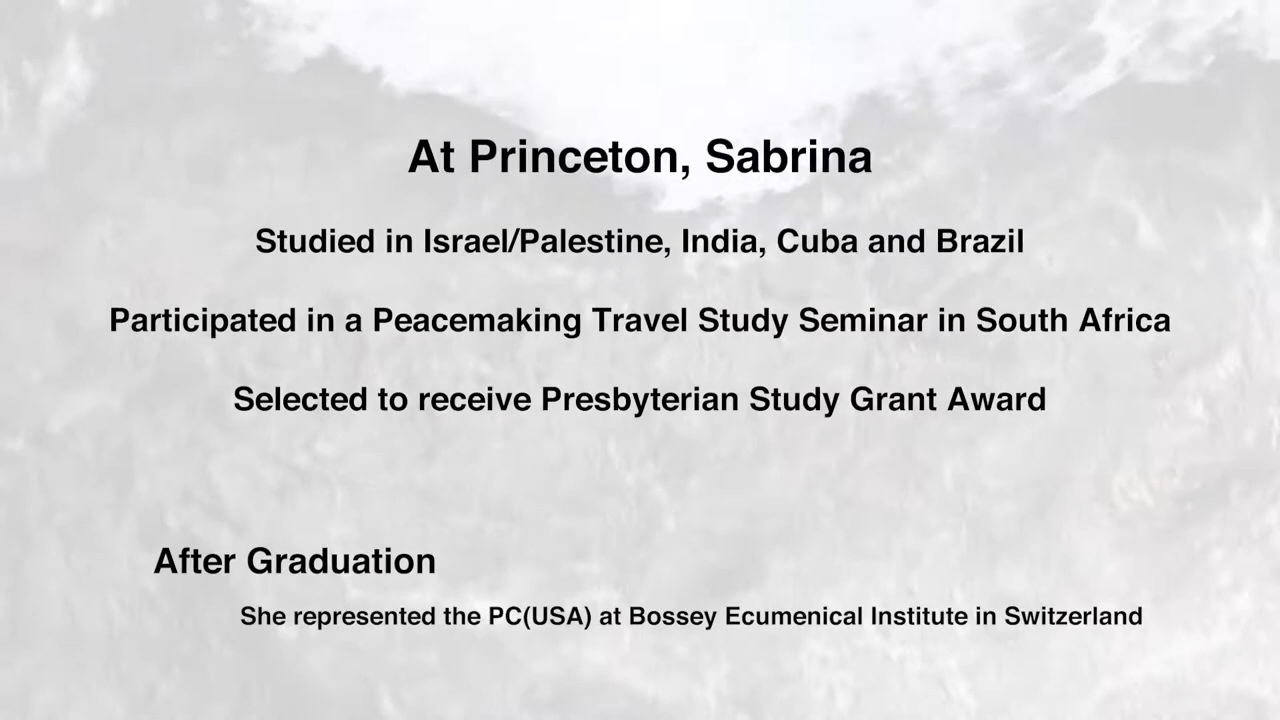 At Princeton, Sabrina
Studied in Israel/Palestine, India, Cuba and Brazil
Participated in a Peacemaking Travel Study Seminar in South Africa
Selected to receive Presbyterian Study Grant Award
After Graduation
She represented the PC(USA) at Bossey Ecumenical Institute in Switzerland